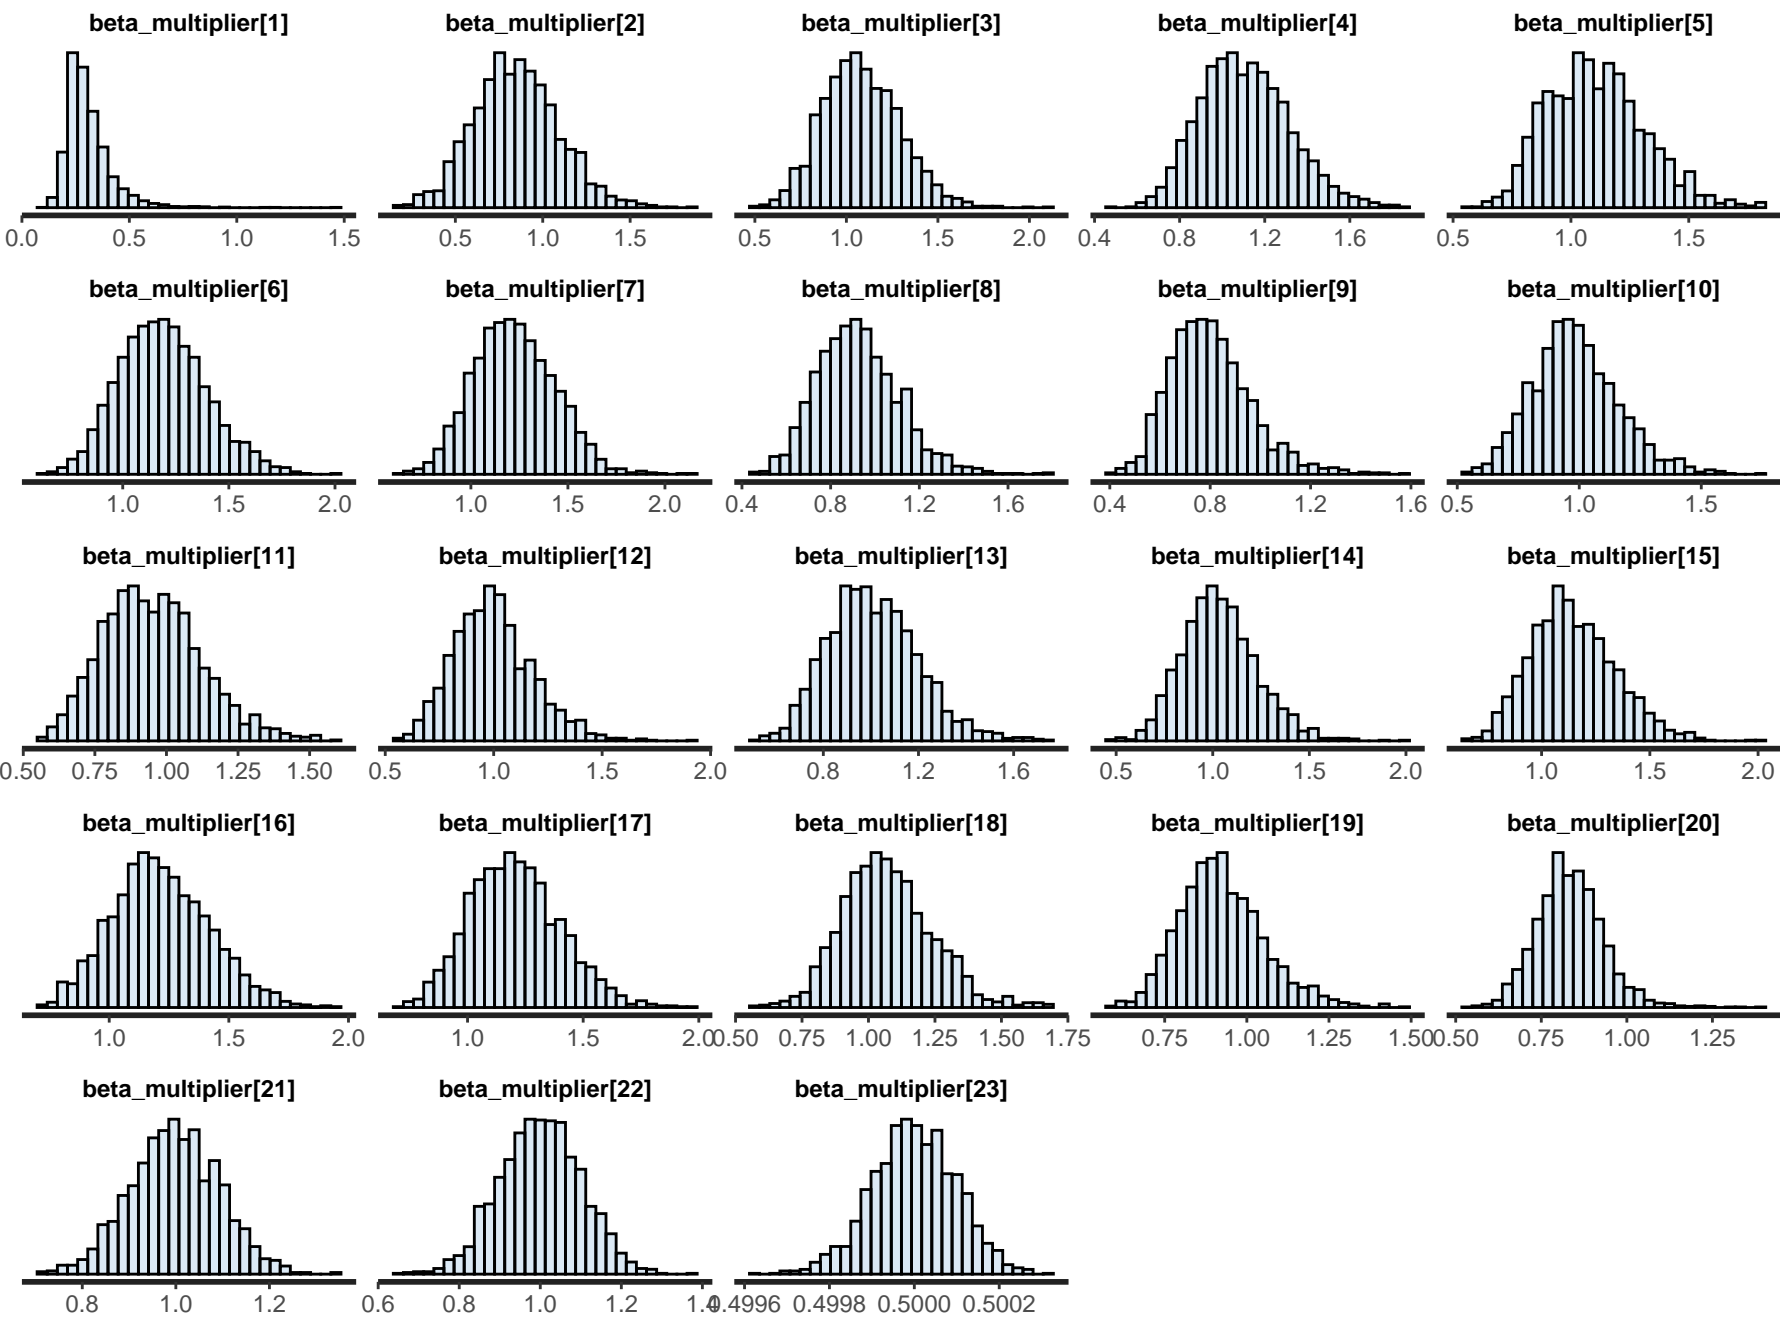 beta_multiplier[1] beta_multiplier[2] beta_multiplier[3] beta_multiplier[4] beta_multiplier[5]
0.0 0.5 1.0 1.5 0.5 1.0 1.5 0.5 1.0 1.5 2.0 0.4 0.8 1.2 1.6 0.5 1.0 1.5
beta_multiplier[6] beta_multiplier[7] beta_multiplier[8] beta_multiplier[9] beta_multiplier[10]
1.0 1.5 2.0 1.0 1.5 2.0 0.4 0.8 1.2 1.6 0.4 0.8 1.2 1.6 0.5 1.0 1.5
beta_multiplier[11] beta_multiplier[12] beta_multiplier[13] beta_multiplier[14] beta_multiplier[15]
0.50 0.75 1.00 1.25 1.50 0.5 1.0 1.5 2.0 0.8 1.2 1.6 0.5 1.0 1.5 2.0 1.0 1.5 2.0
beta_multiplier[16] beta_multiplier[17] beta_multiplier[18] beta_multiplier[19] beta_multiplier[20]
1.0 1.5 2.0 1.0 1.5 2.0 0.50 0.75 1.00 1.25 1.50 1.75 0.75 1.00 1.25 1.50 0.50 0.75 1.00 1.25
beta_multiplier[21] beta_multiplier[22] beta_multiplier[23]
0.8 1.0 1.2 0.6 0.8 1.0 1.2 1.4 0.4996 0.4998 0.5000 0.5002